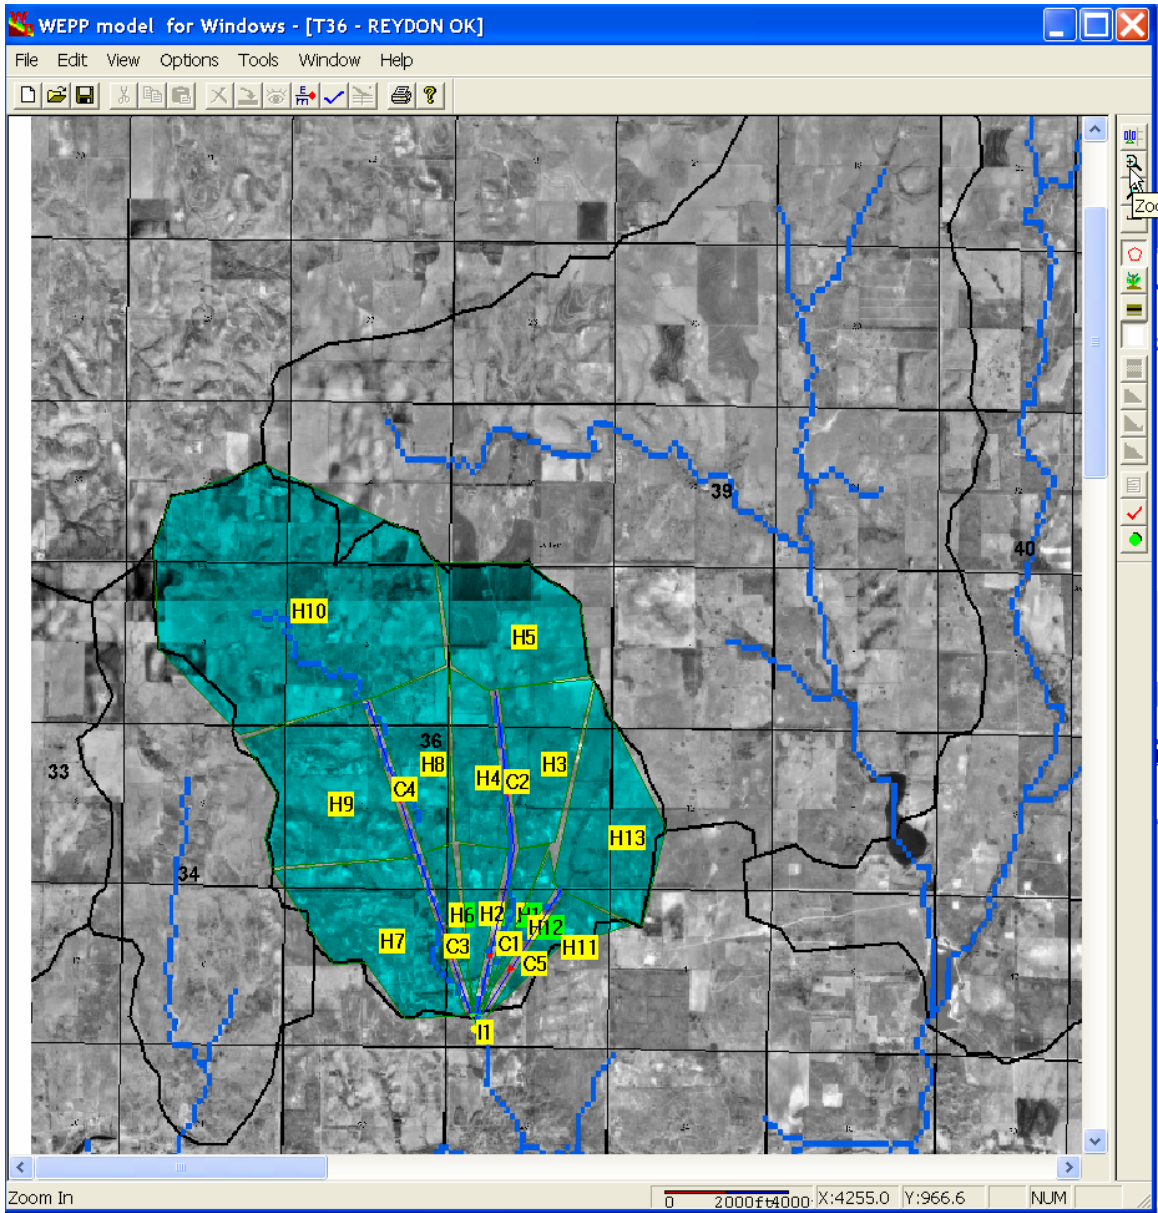 WEPP model for Windows - [T36 - REYDON OK]
File Edit View Options Tools Window Help
Zoo
39
40
H10
H5
36
H8
H3
33
H4
C2
C4
H9
H13
34
H6
H2
H1
H12
H7
C3
C1
H11
C5
I1
Zoom In
0 2000ft 4000
X:4255.0
Y:966.6
NUM